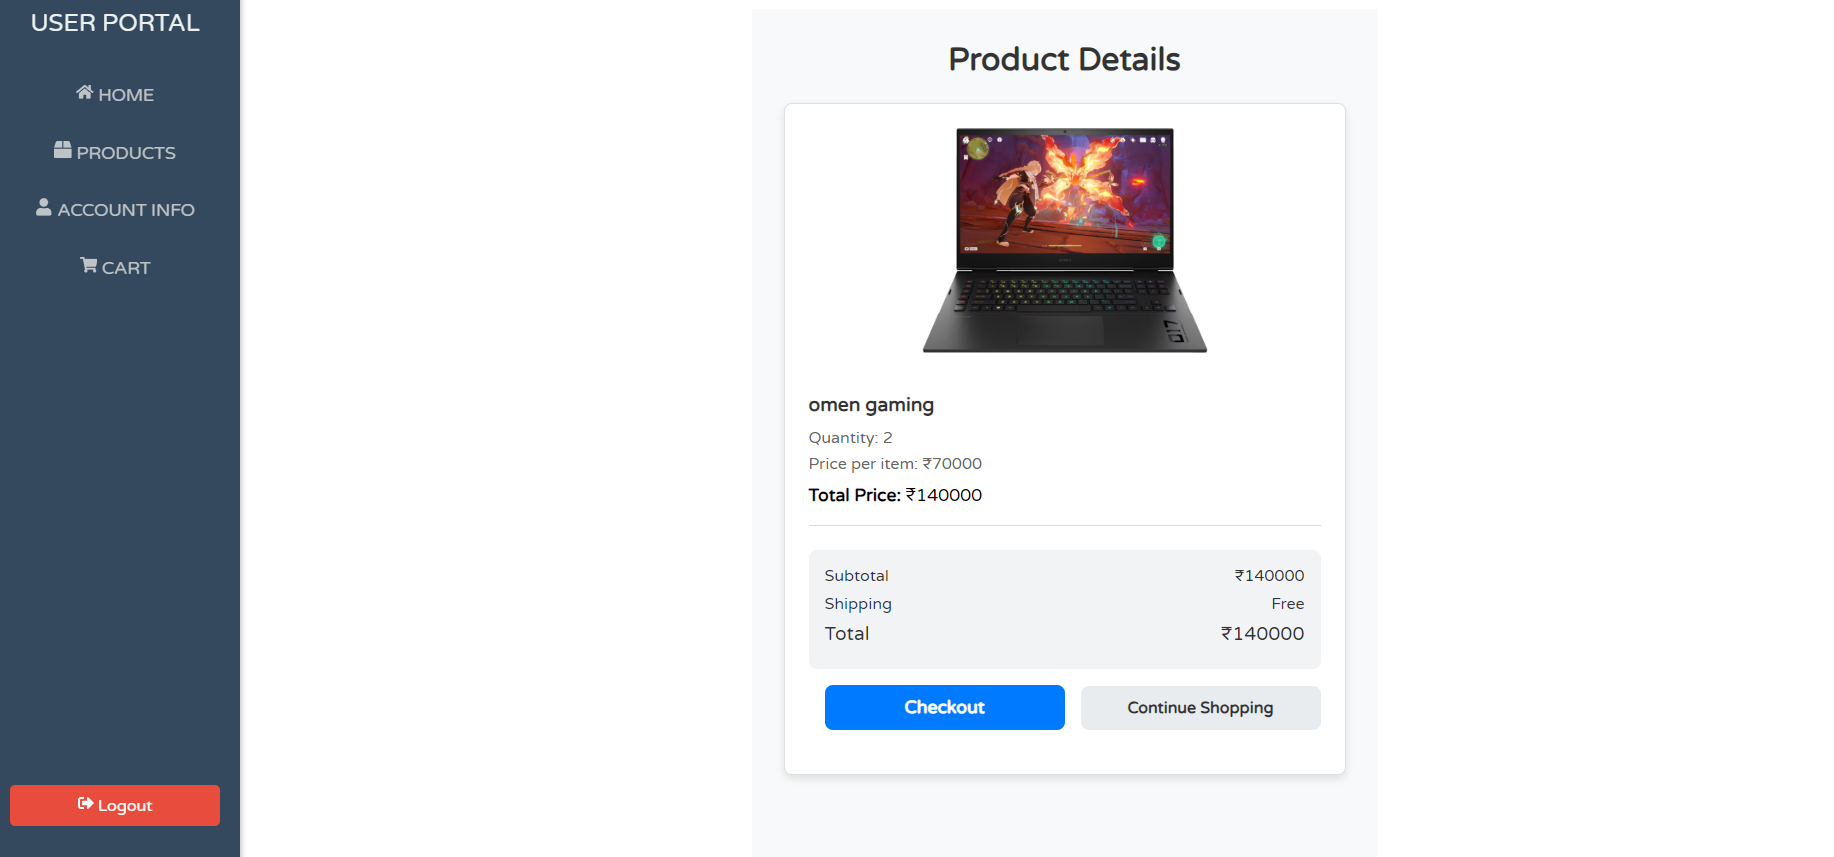 USER PORTAL
HOME
PRODUCTS
ACCOUNT INFO
CART
Logout
Product Details
omen gaming
Quantity: 2
Price per item: ₹70000
Total Price: ₹140000
Subtotal ₹140000
Shipping Free
Total ₹140000
Checkout Continue Shopping